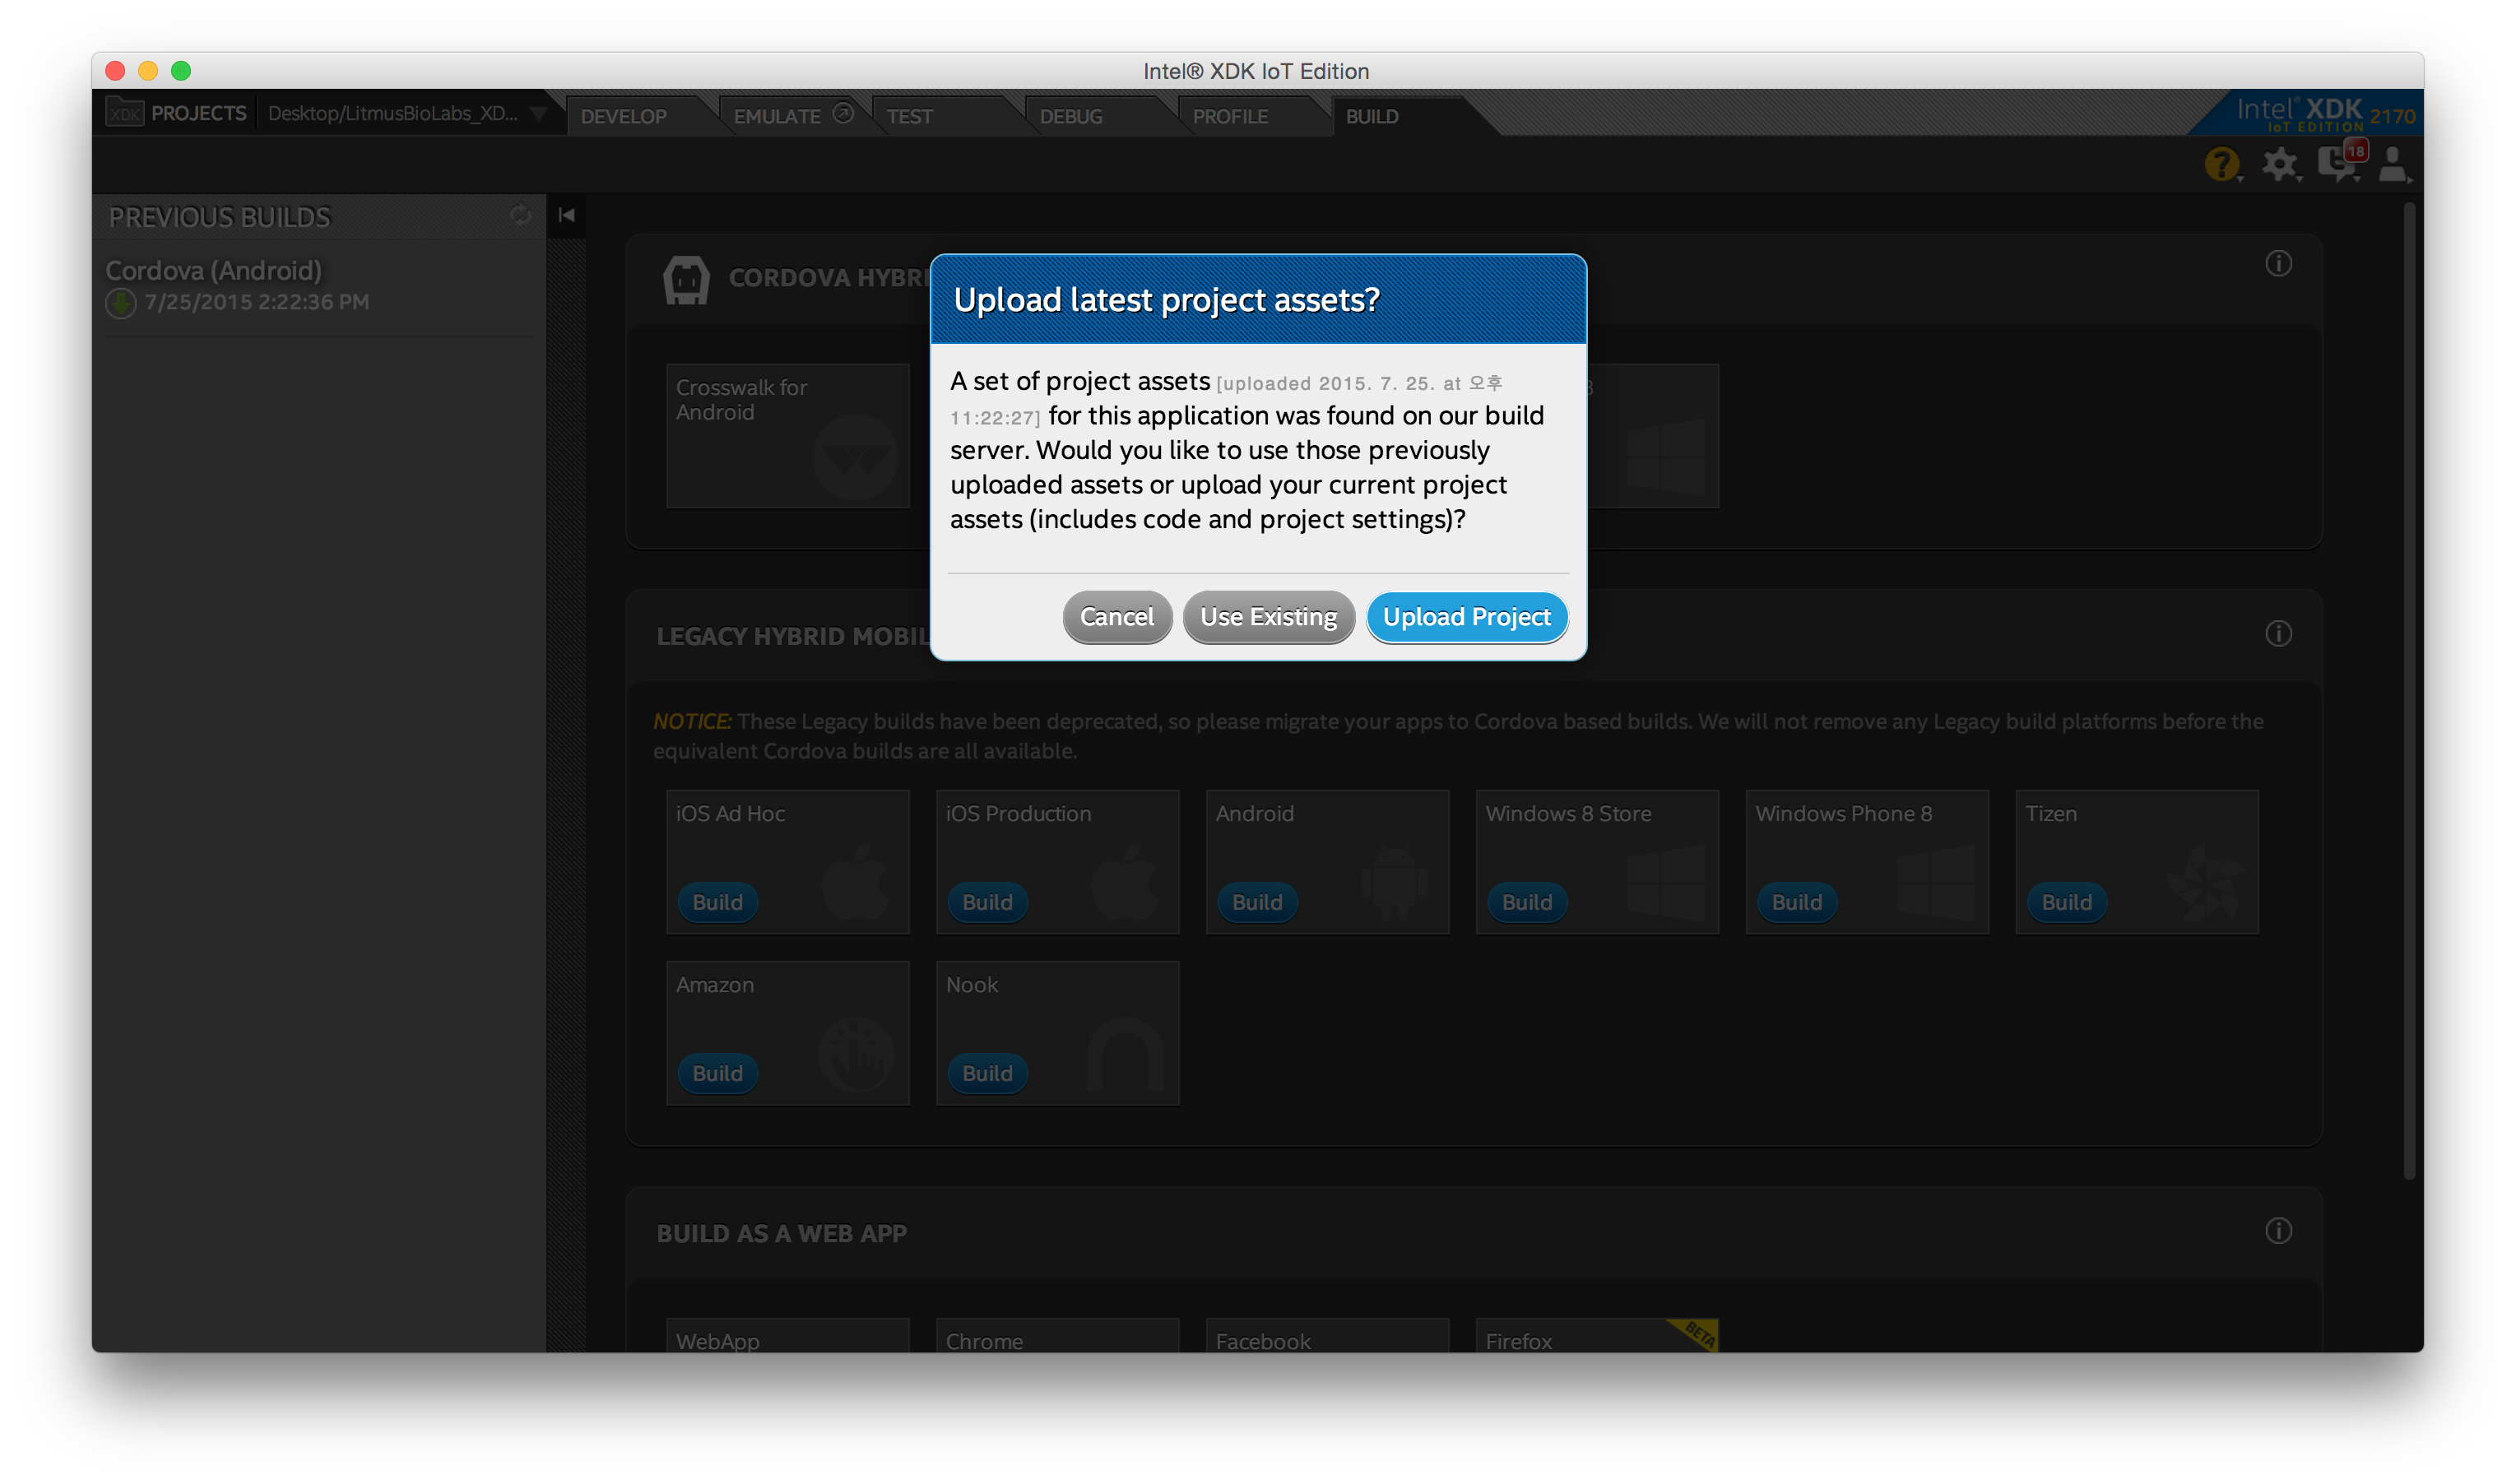 Intel® XDK IoT Edition
XDK PROJECTS Desktop/LitmusBioLabs_XD... DEVELOP EMULATE TEST DEBUG PROFILE BUILD
Intel® XDK
IoT EDITION 2170
? 18
PREVIOUS BUILDS
Cordova (Android)
7/25/2015 2:22:36 PM
CORDOVA HYBRI
Crosswalk for
Android
8
Upload latest project assets?
A set of project assets [uploaded 2015. 7. 25. at 오후
11:22:27] for this application was found on our build
server. Would you like to use those previously
uploaded assets or upload your current project
assets (includes code and project settings)?
Cancel Use Existing Upload Project
LEGACY HYBRID MOBIL
NOTICE: These Legacy builds have been deprecated, so please migrate your apps to Cordova based builds. We will not remove any Legacy build platforms before the
equivalent Cordova builds are all available.
iOS Ad Hoc iOS Production Android Windows 8 Store Windows Phone 8 Tizen
Build Build Build Build Build Build
Amazon Nook
Build Build
BUILD AS A WEB APP
WebApp Chrome Facebook Firefox BETA